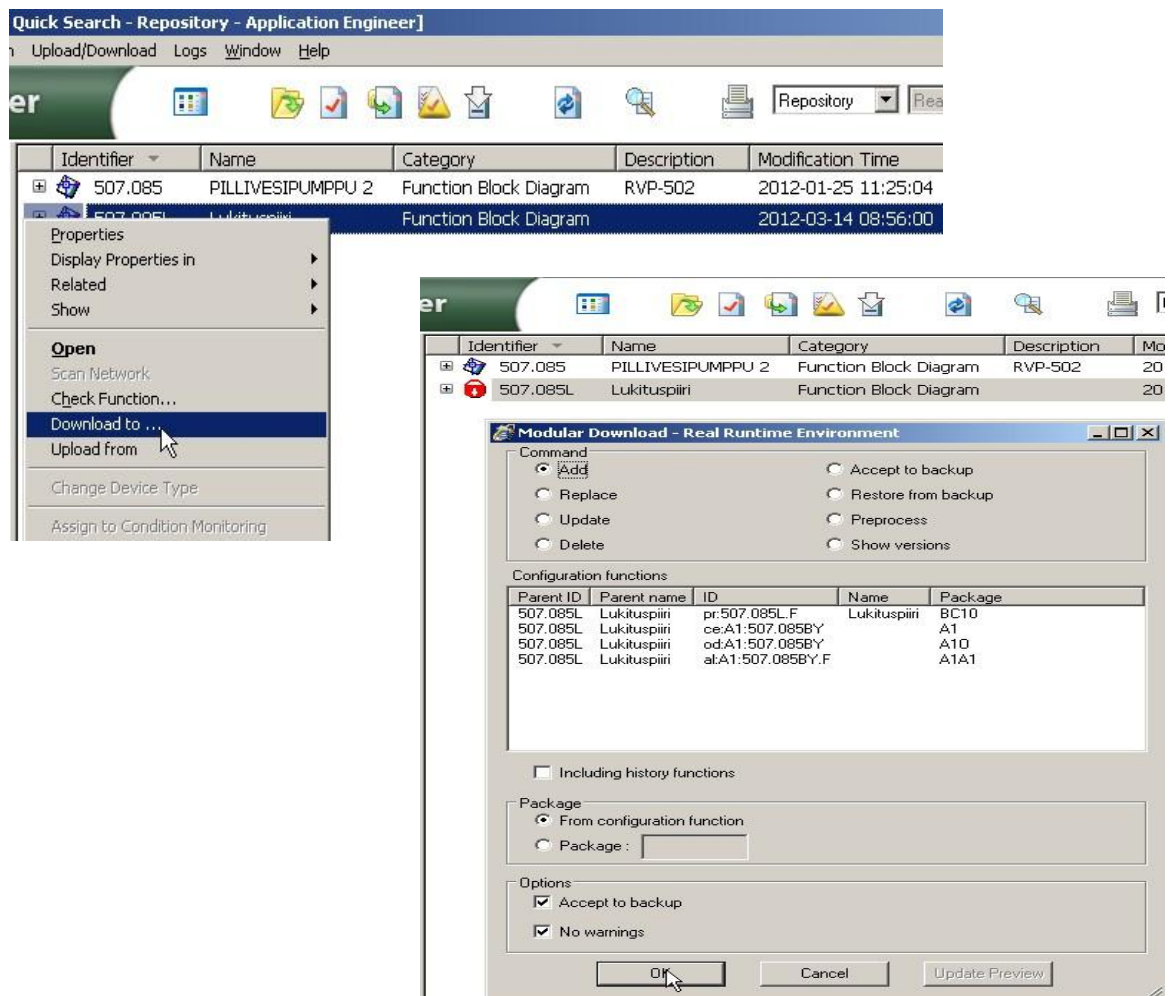 Quick Search - Repository - Application Engineer]
Upload/Download Logs Window Help
er
Repository
Identifier Name Category Description Modification Time
507.085 PILLIVESIPUMPPU 2 Function Block Diagram RVP-502 2012-01-25 11:25:04
507.085L Lukituspiiri Function Block Diagram 2012-03-14 08:56:00
Properties
Display Properties in
Related
Show
Open
Scan Network
Check Function...
Download to ...
Upload from
Change Device Type
Assign to Condition Monitoring
er
Identifier Name Category Description Mo
507.085 PILLIVESIPUMPPU 2 Function Block Diagram RVP-502 20
507.085L Lukituspiiri Function Block Diagram 20
Modular Download - Real Runtime Environment
Command
Add Accept to backup
Replace Restore from backup
Update Preprocess
Delete Show versions
Configuration functions
Parent ID Parent name ID Name Package
507.085L Lukituspiiri pr:507.085L.F Lukituspiiri BC10
507.085L Lukituspiiri ce:A1:507.085BY A1
507.085L Lukituspiiri od:A1:507.085BY A1O
507.085L Lukituspiiri al:A1:507.085BY.F A1A1
Including history functions
Package
From configuration function
Package :
Options
Accept to backup
No warnings
OK Cancel Update Preview